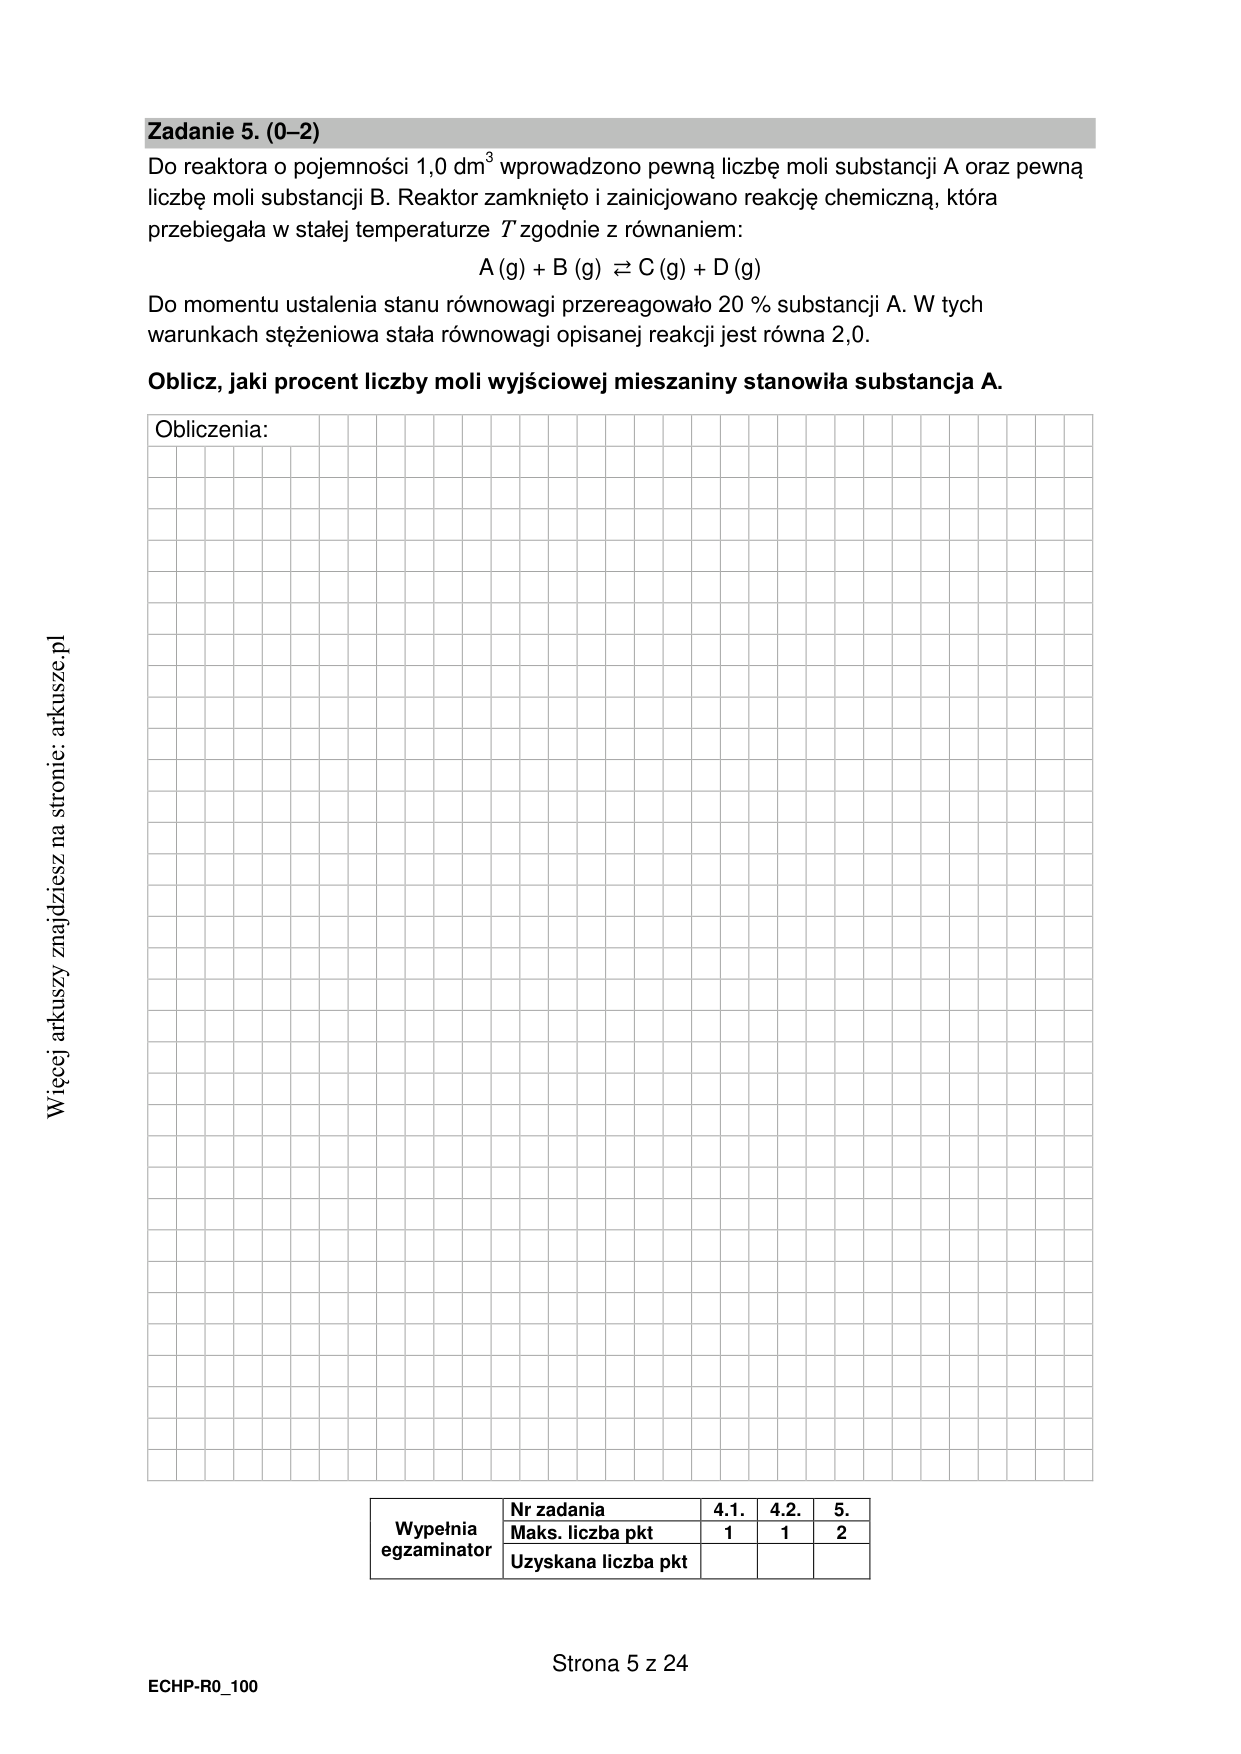 Zadanie 5. (0–2)
Do reaktora o pojemności 1,0 dm³ wprowadzono pewną liczbę moli substancji A oraz pewną
liczbę moli substancji B. Reaktor zamknięto i zainicjowano reakcję chemiczną, która
przebiegała w stałej temperaturze T zgodnie z równaniem:
A (g) + B (g) ⇄ C (g) + D (g)
Do momentu ustalenia stanu równowagi przereagowało 20 % substancji A. W tych
warunkach stężeniowa stała równowagi opisanej reakcji jest równa 2,0.
Oblicz, jaki procent liczby moli wyjściowej mieszaniny stanowiła substancja A.
Obliczenia:
Więcej arkuszy znajdziesz na stronie: arkusze.pl
Wypełnia
egzaminator
Nr zadania 4.1. 4.2. 5.
Maks. liczba pkt 1 1 2
Uzyskana liczba pkt
Strona 5 z 24
ECHP-R0_100